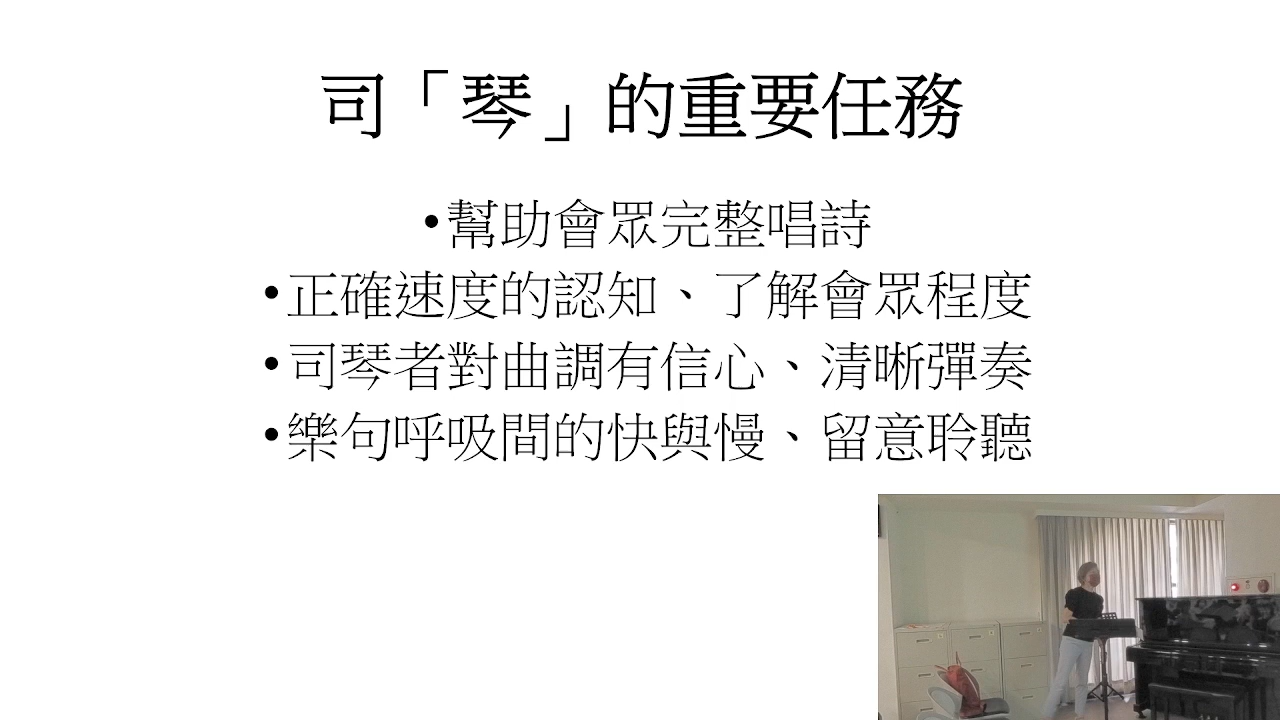 司「琴」的重要任務
•幫助會眾完整唱詩
•正確速度的認知、了解會眾程度
•司琴者對曲調有信心、清晰彈奏
•樂句呼吸間的快與慢、留意聆聽